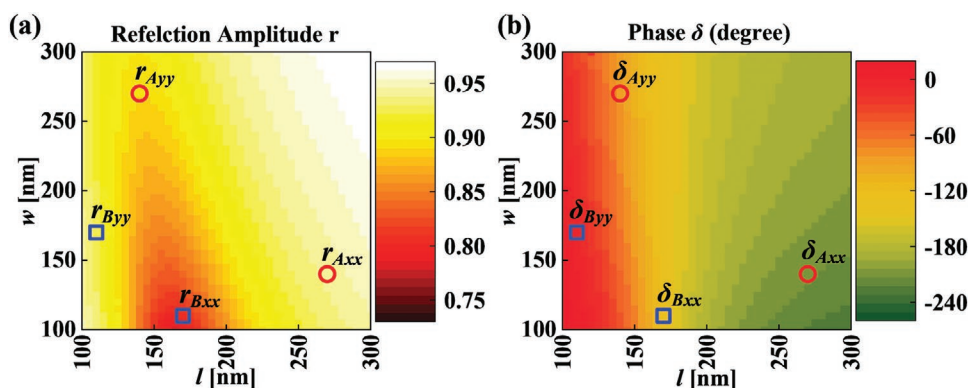 (a)
Refelction Amplitude r
300
250
200
150
100
w [nm]
r_Ayy
r_Byy
r_Axx
r_Bxx
100
150
200
250
300
l [nm]
0.95
0.90
0.85
0.80
0.75
(b)
Phase δ (degree)
300
250
200
150
100
w [nm]
δ_Ayy
δ_Byy
δ_Axx
δ_Bxx
100
150
200
250
300
l [nm]
0
-60
-120
-180
-240